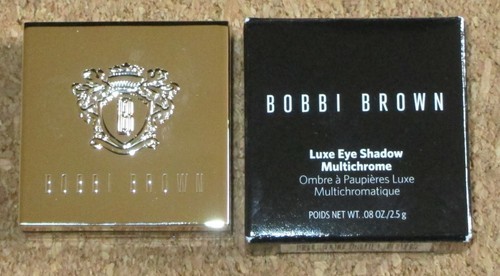 BOBBI BROWN
BOBBI BROWN
Luxe Eye Shadow
Multichrome
Ombre à Paupières Luxe
Multichromatique
POIDS NET WT. .08 OZ./2.5 g